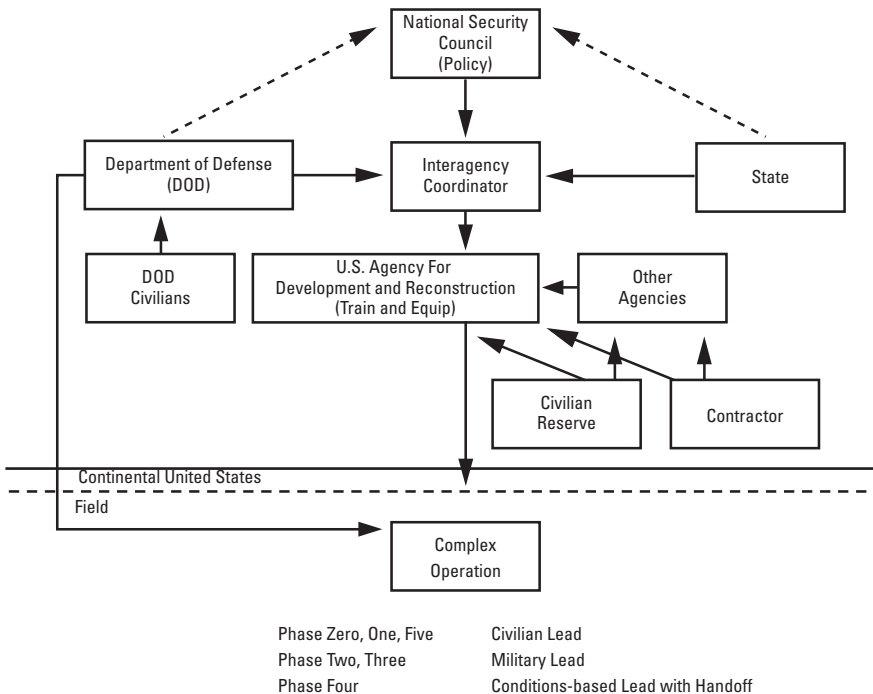 National Security
Council
(Policy)
Department of Defense
(DOD)
Interagency
Coordinator
State
DOD
Civilians
U.S. Agency For
Development and Reconstruction
(Train and Equip)
Other
Agencies
Civilian
Reserve
Contractor
Continental United States
Field
Complex
Operation
Phase Zero, One, Five Civilian Lead
Phase Two, Three Military Lead
Phase Four Conditions-based Lead with Handoff